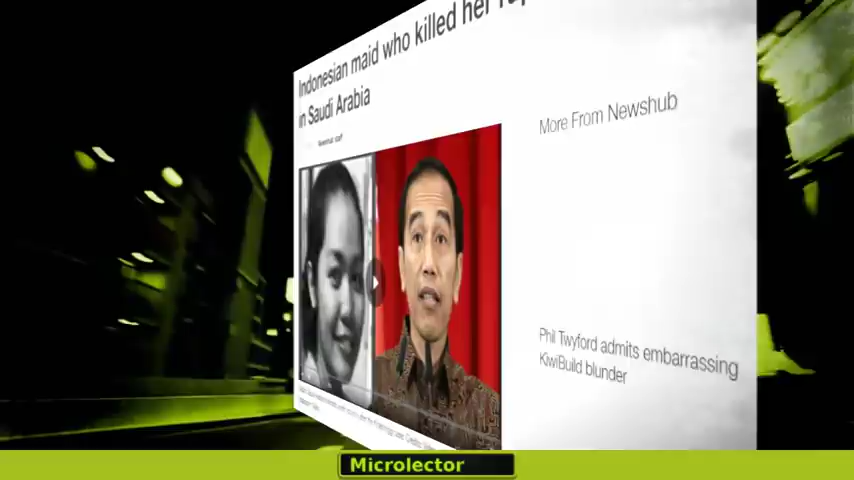 Indonesian maid who killed her
in Saudi Arabia
More From Newshub
Phil Twyford admits embarrassing
KiwiBuild blunder
Microlector